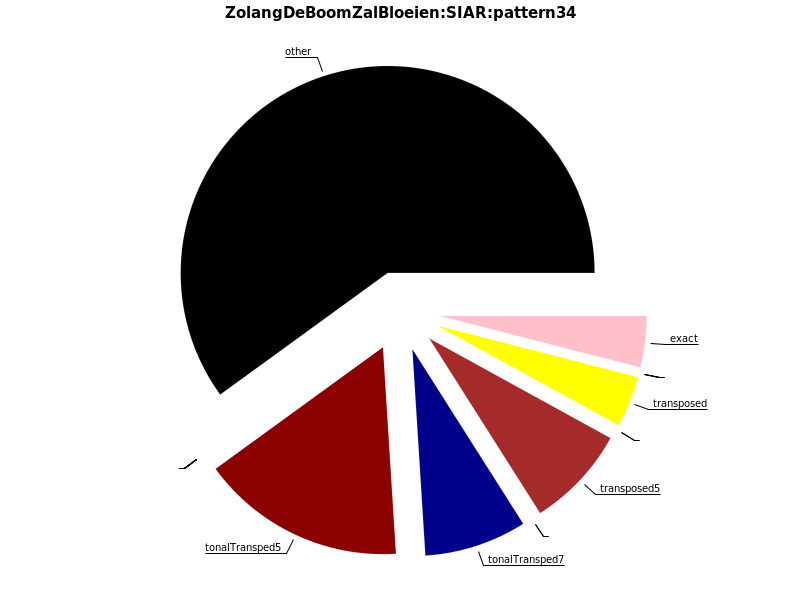 ZolangDeBoomZalBloeien:SIAR:pattern34
other
exact
transposed
transposed5
tonalTransped5
tonalTransped7